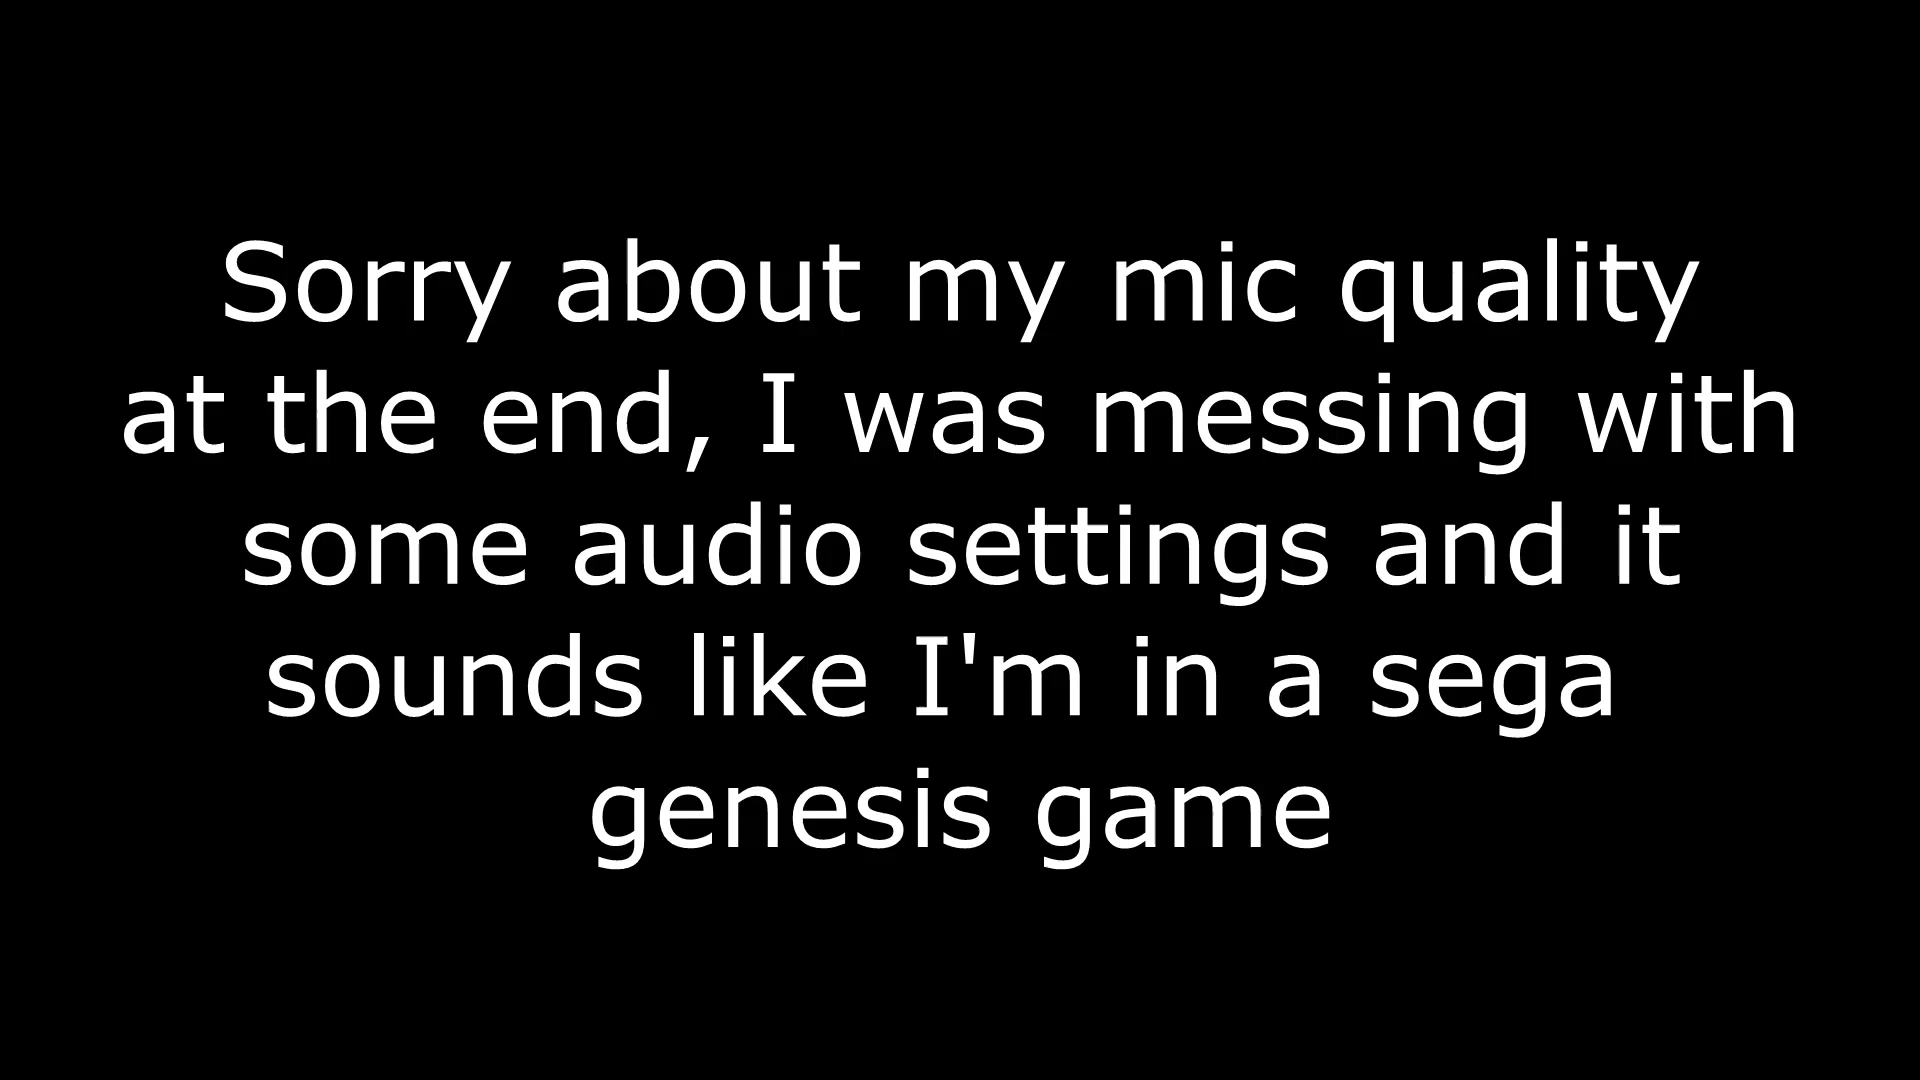 Sorry about my mic quality
at the end, I was messing with
some audio settings and it
sounds like I'm in a sega
genesis game